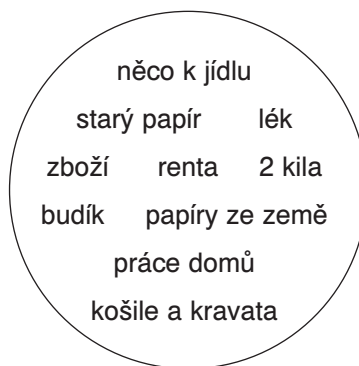 něco k jídlu
starý papír lék
zboží renta 2 kila
budík papíry ze země
práce domů
košile a kravata